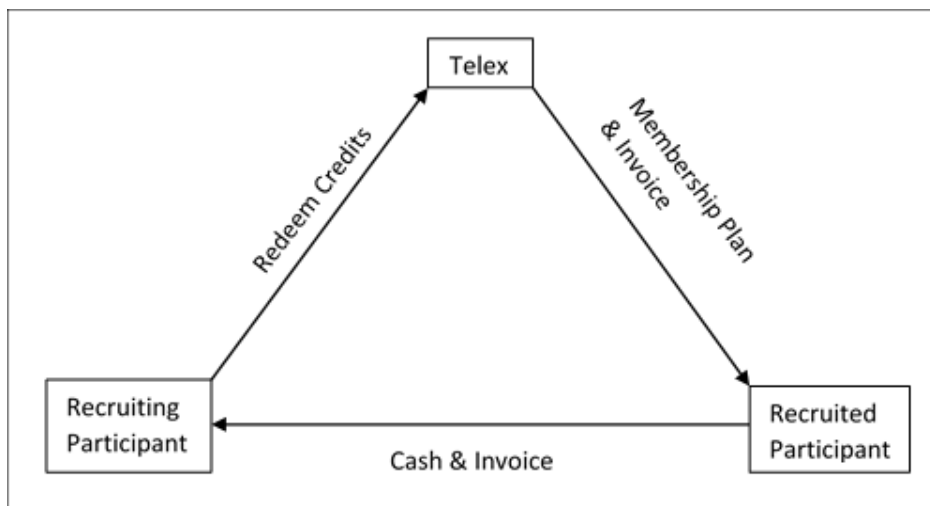 Telex
Redeem Credits
Membership Plan
& Invoice
Recruiting
Participant
Cash & Invoice
Recruited
Participant